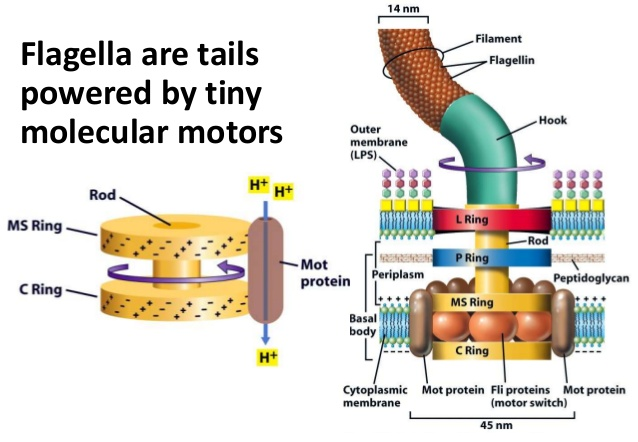 Flagella are tails
powered by tiny
molecular motors
Rod
MS Ring
C Ring
H+
H+
Mot
protein
H+
14 nm
Filament
Flagellin
Hook
Outer
membrane
(LPS)
L Ring
Rod
P Ring
Periplasm
Peptidoglycan
MS Ring
Basal
body
C Ring
Cytoplasmic
membrane
Mot protein
Fli proteins
(motor switch)
Mot protein
45 nm